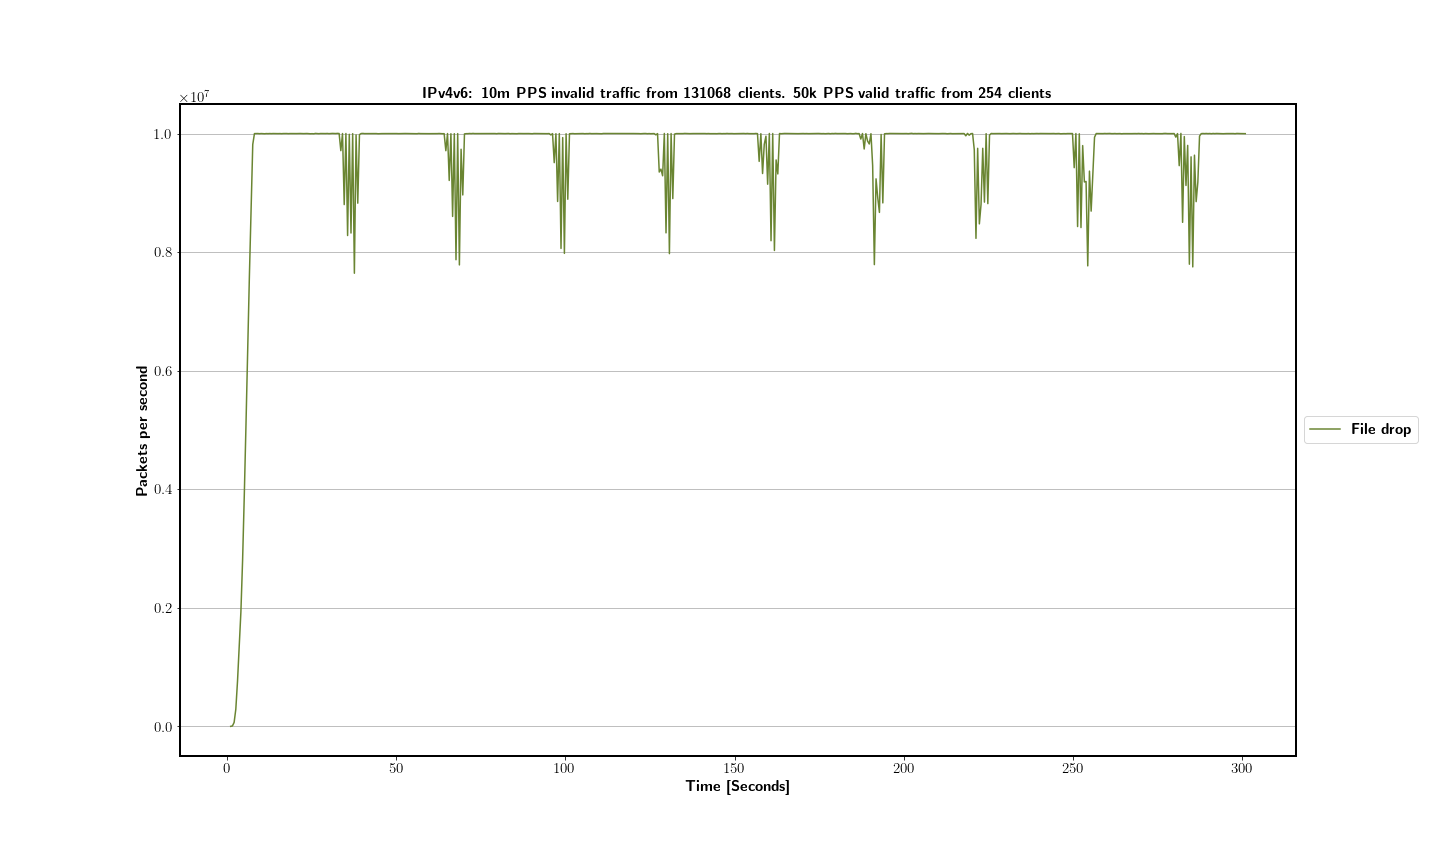 IPv4v6: 10m PPS invalid traffic from 131068 clients. 50k PPS valid traffic from 254 clients
×10⁷
1.0
0.8
0.6
0.4
0.2
0.0
Packets per second
0 50 100 150 200 250 300
Time [Seconds]
File drop